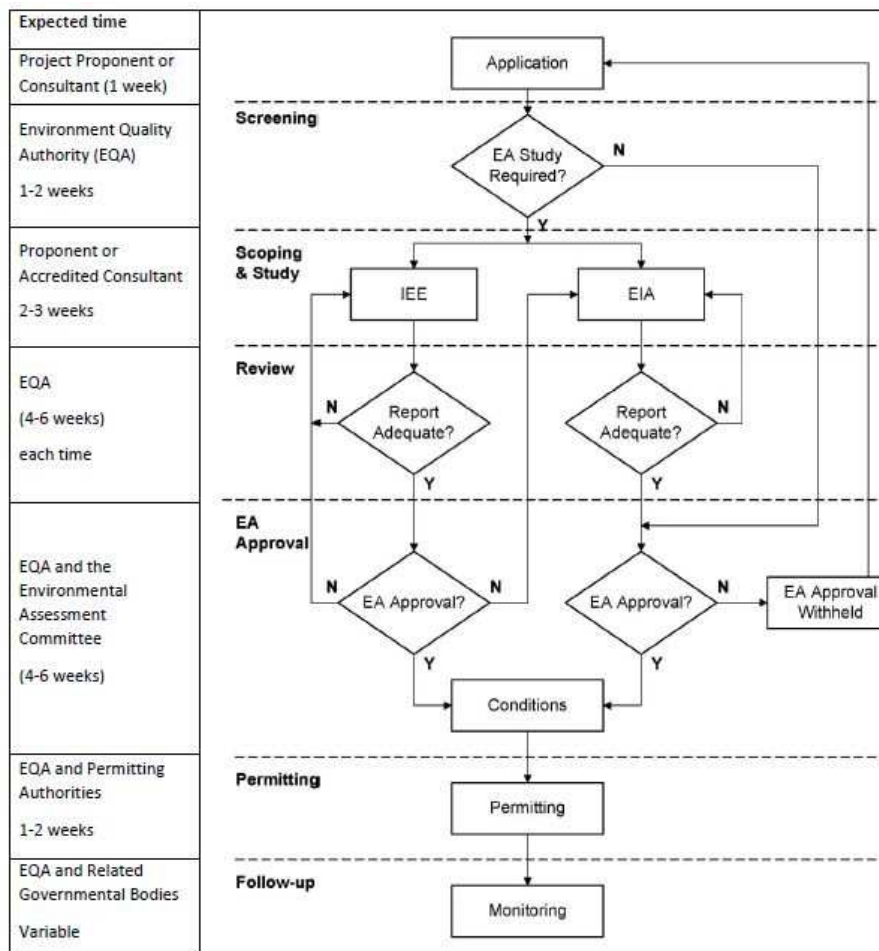 Expected time
Project Proponent or
Consultant (1 week)
Environment Quality
Authority (EQA)
1-2 weeks
Proponent or
Accredited Consultant
2-3 weeks
EQA
(4-6 weeks)
each time
EQA and the
Environmental
Assessment
Committee
(4-6 weeks)
EQA and Permitting
Authorities
1-2 weeks
EQA and Related
Governmental Bodies
Variable
Application
Screening
EA Study
Required?
N
Y
Scoping
& Study
IEE
EIA
Review
Report
Adequate?
N
Y
Report
Adequate?
N
Y
EA
Approval
EA Approval?
N
N
Y
EA Approval?
N
Y
EA Approval
Withheld
Conditions
Permitting
Permitting
Follow-up
Monitoring